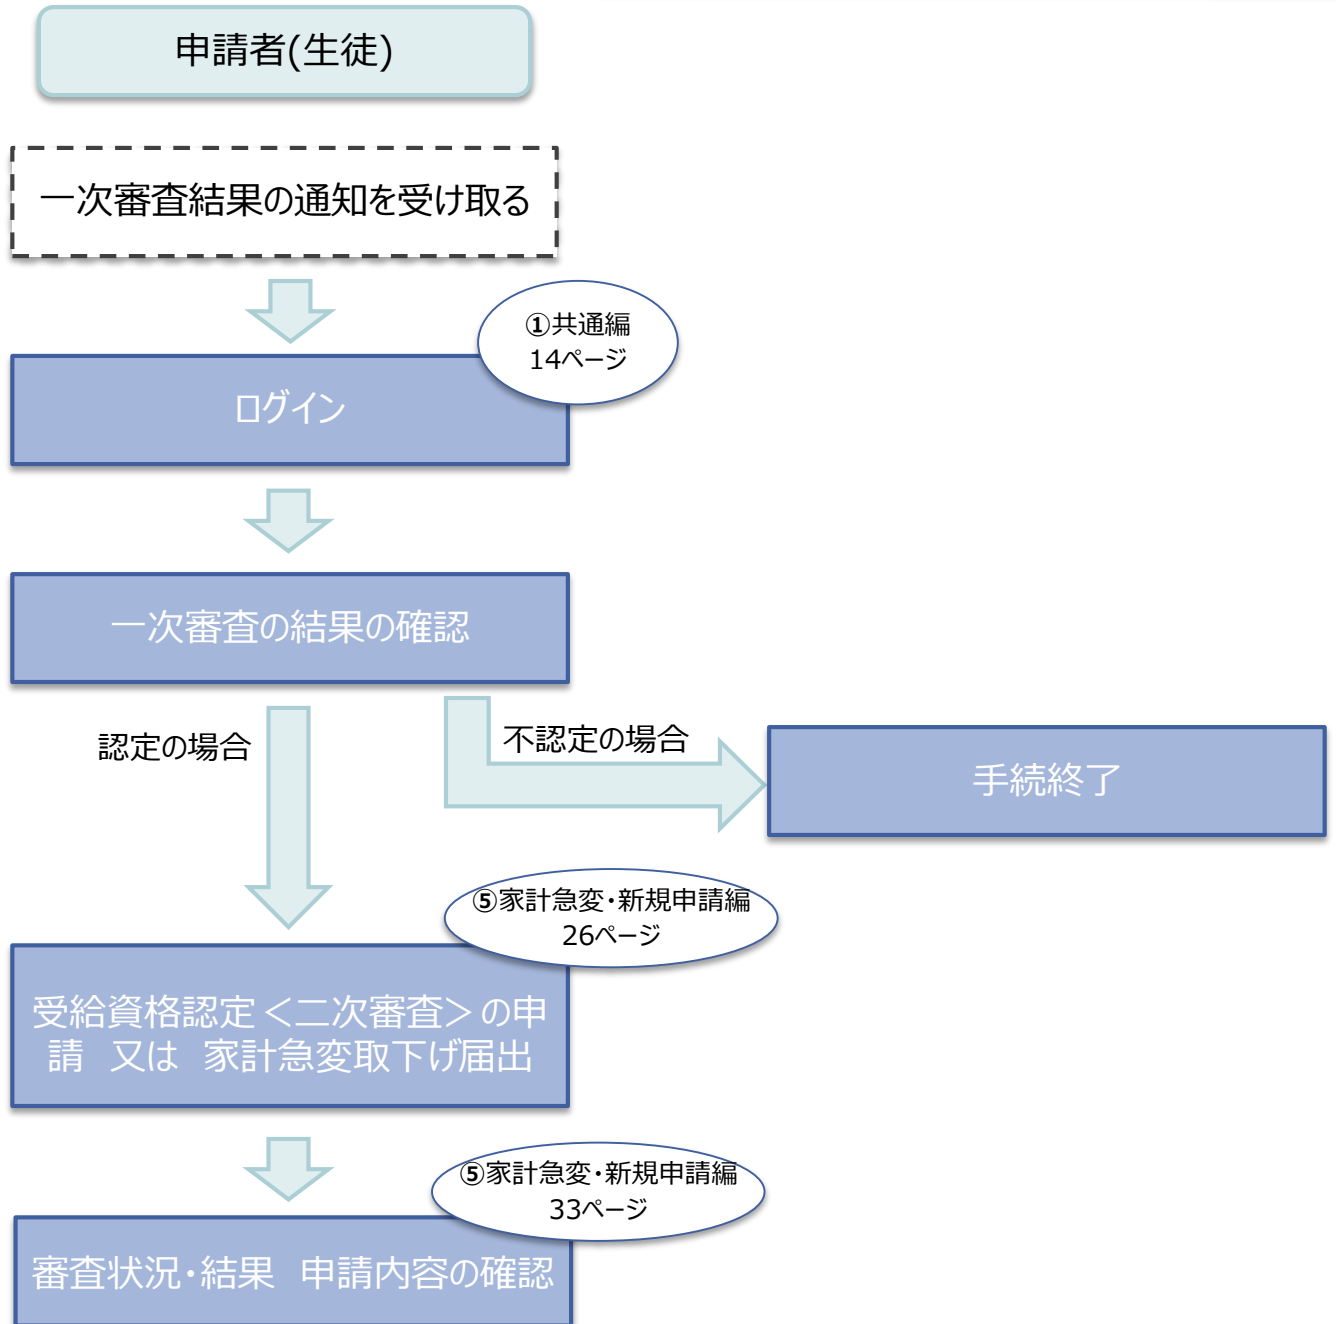 申請者(生徒)
一次審査結果の通知を受け取る
①共通編
14ページ
ログイン
一次審査の結果の確認
認定の場合
不認定の場合
手続終了
⑤家計急変・新規申請編
26ページ
受給資格認定＜二次審査＞の申
請　又は　家計急変取下げ届出
⑤家計急変・新規申請編
33ページ
審査状況・結果　申請内容の確認